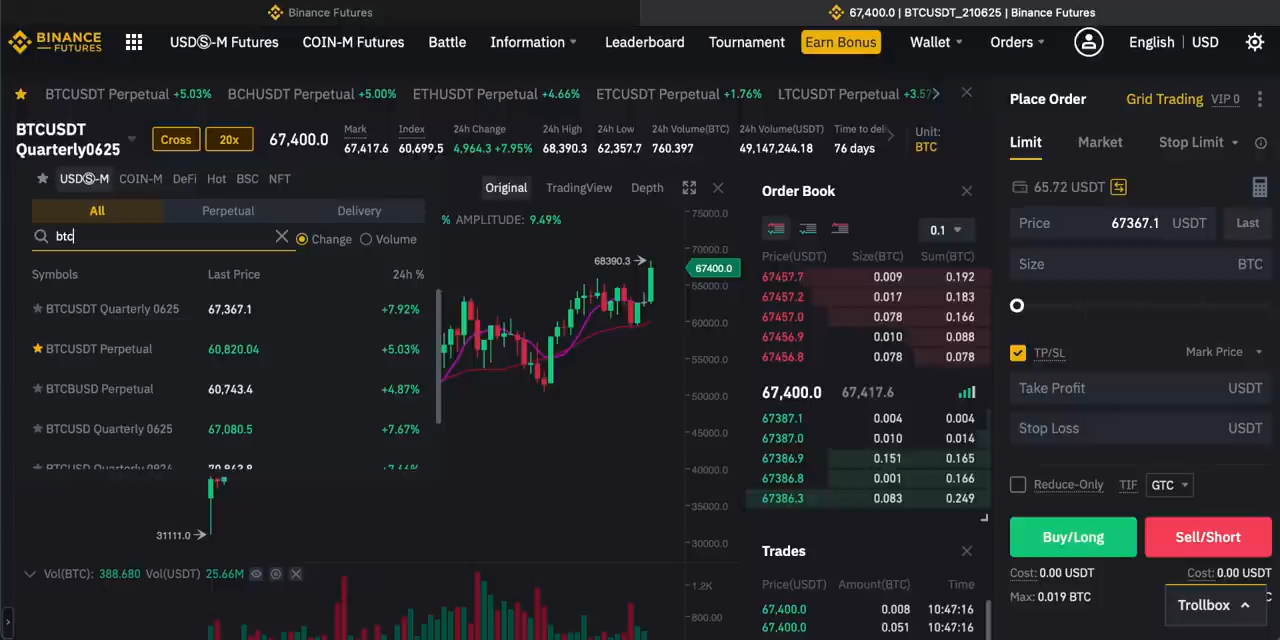 Binance Futures
67,400.0 | BTCUSDT_210625 | Binance Futures
BINANCE
FUTURES
USDⓈ-M Futures
COIN-M Futures
Battle
Information
Leaderboard
Tournament
Earn Bonus
Wallet
Orders
English
USD
BTCUSDT Perpetual +5.03%
BCHUSDT Perpetual +5.00%
ETHUSDT Perpetual +4.66%
ETCUSDT Perpetual +1.76%
LTCUSDT Perpetual +3.57
BTCUSDT
Quarterly0625
Cross
20x
67,400.0
Mark
67,417.6
Index
60,699.5
24h Change
4,964.3 +7.95%
24h High
68,390.3
24h Low
62,357.7
24h Volume(BTC)
760.397
24h Volume(USDT)
49,147,244.18
Time to deli
76 days
Unit:
BTC
USDⓈ-M
COIN-M
DeFi
Hot
BSC
NFT
All
Perpetual
Delivery
btc
Change
Volume
Symbols
Last Price
24h %
BTCUSDT Quarterly 0625 67,367.1 +7.92%
BTCUSDT Perpetual 60,820.04 +5.03%
BTCBUSD Perpetual 60,743.4 +4.87%
BTCUSD Quarterly 0625 67,080.5 +7.67%
Original
TradingView
Depth
% AMPLITUDE: 9.49%
68390.3
31111.0
75000.0
70000.0
67400.0
65000.0
60000.0
55000.0
50000.0
45000.0
40000.0
35000.0
30000.0
Vol(BTC): 388.680 Vol(USDT) 25.66M
1.2K
800.00
Order Book
0.1
Price(USDT) Size(BTC) Sum(BTC)
67457.7 0.009 0.192
67457.2 0.017 0.183
67457.0 0.078 0.166
67456.9 0.010 0.088
67456.8 0.078 0.078
67,400.0 67,417.6
67387.1 0.004 0.004
67387.0 0.010 0.014
67386.9 0.151 0.165
67386.8 0.001 0.166
67386.3 0.083 0.249
Trades
Price(USDT) Amount(BTC) Time
67,400.0 0.008 10:47:16
67,400.0 0.051 10:47:16
Place Order
Grid Trading
VIP 0
Limit
Market
Stop Limit
65.72 USDT
Price 67367.1 USDT
Last
Size BTC
TP/SL
Mark Price
Take Profit USDT
Stop Loss USDT
Reduce-Only
TIF
GTC
Buy/Long
Sell/Short
Cost: 0.00 USDT
Cost: 0.00 USDT
Max: 0.019 BTC
Trollbox